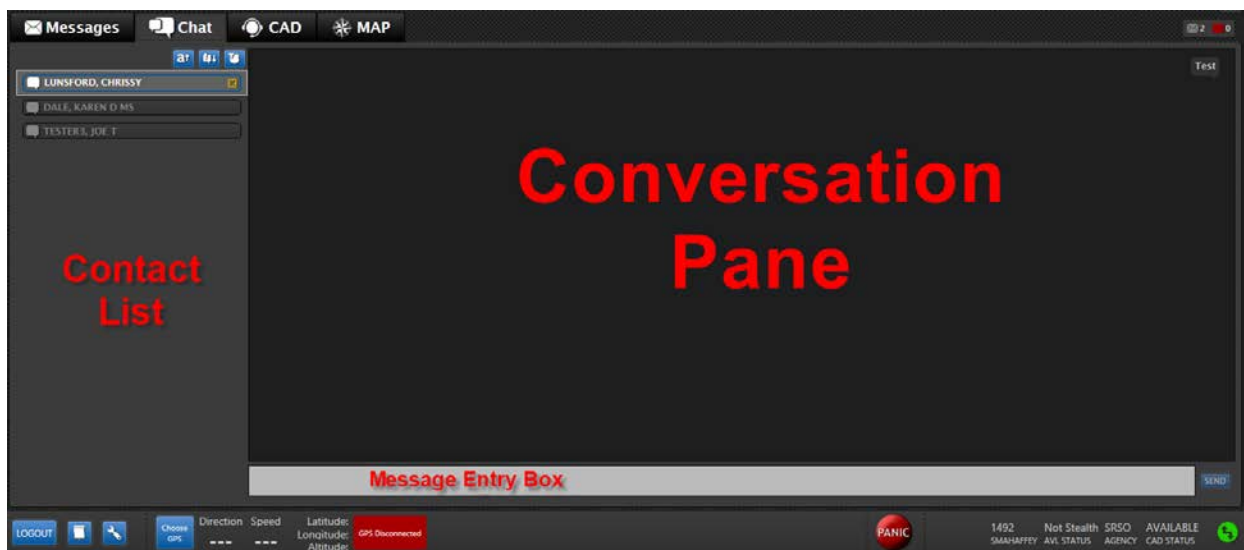 Messages Chat CAD MAP 2 0
a↑
Test
LUNSFORD, CHRISSY
DALE, KAREN D MS
TESTER3, JOE T
Conversation
Pane
Contact
List
Message Entry Box
SEND
LOGOUT
Choose
GPS
Direction Speed
--- ---
Latitude:
Longitude:
Altitude:
GPS Disconnected
PANIC
1492 Not Stealth SRSO AVAILABLE
SMAHAFFEY AVL STATUS AGENCY CAD STATUS